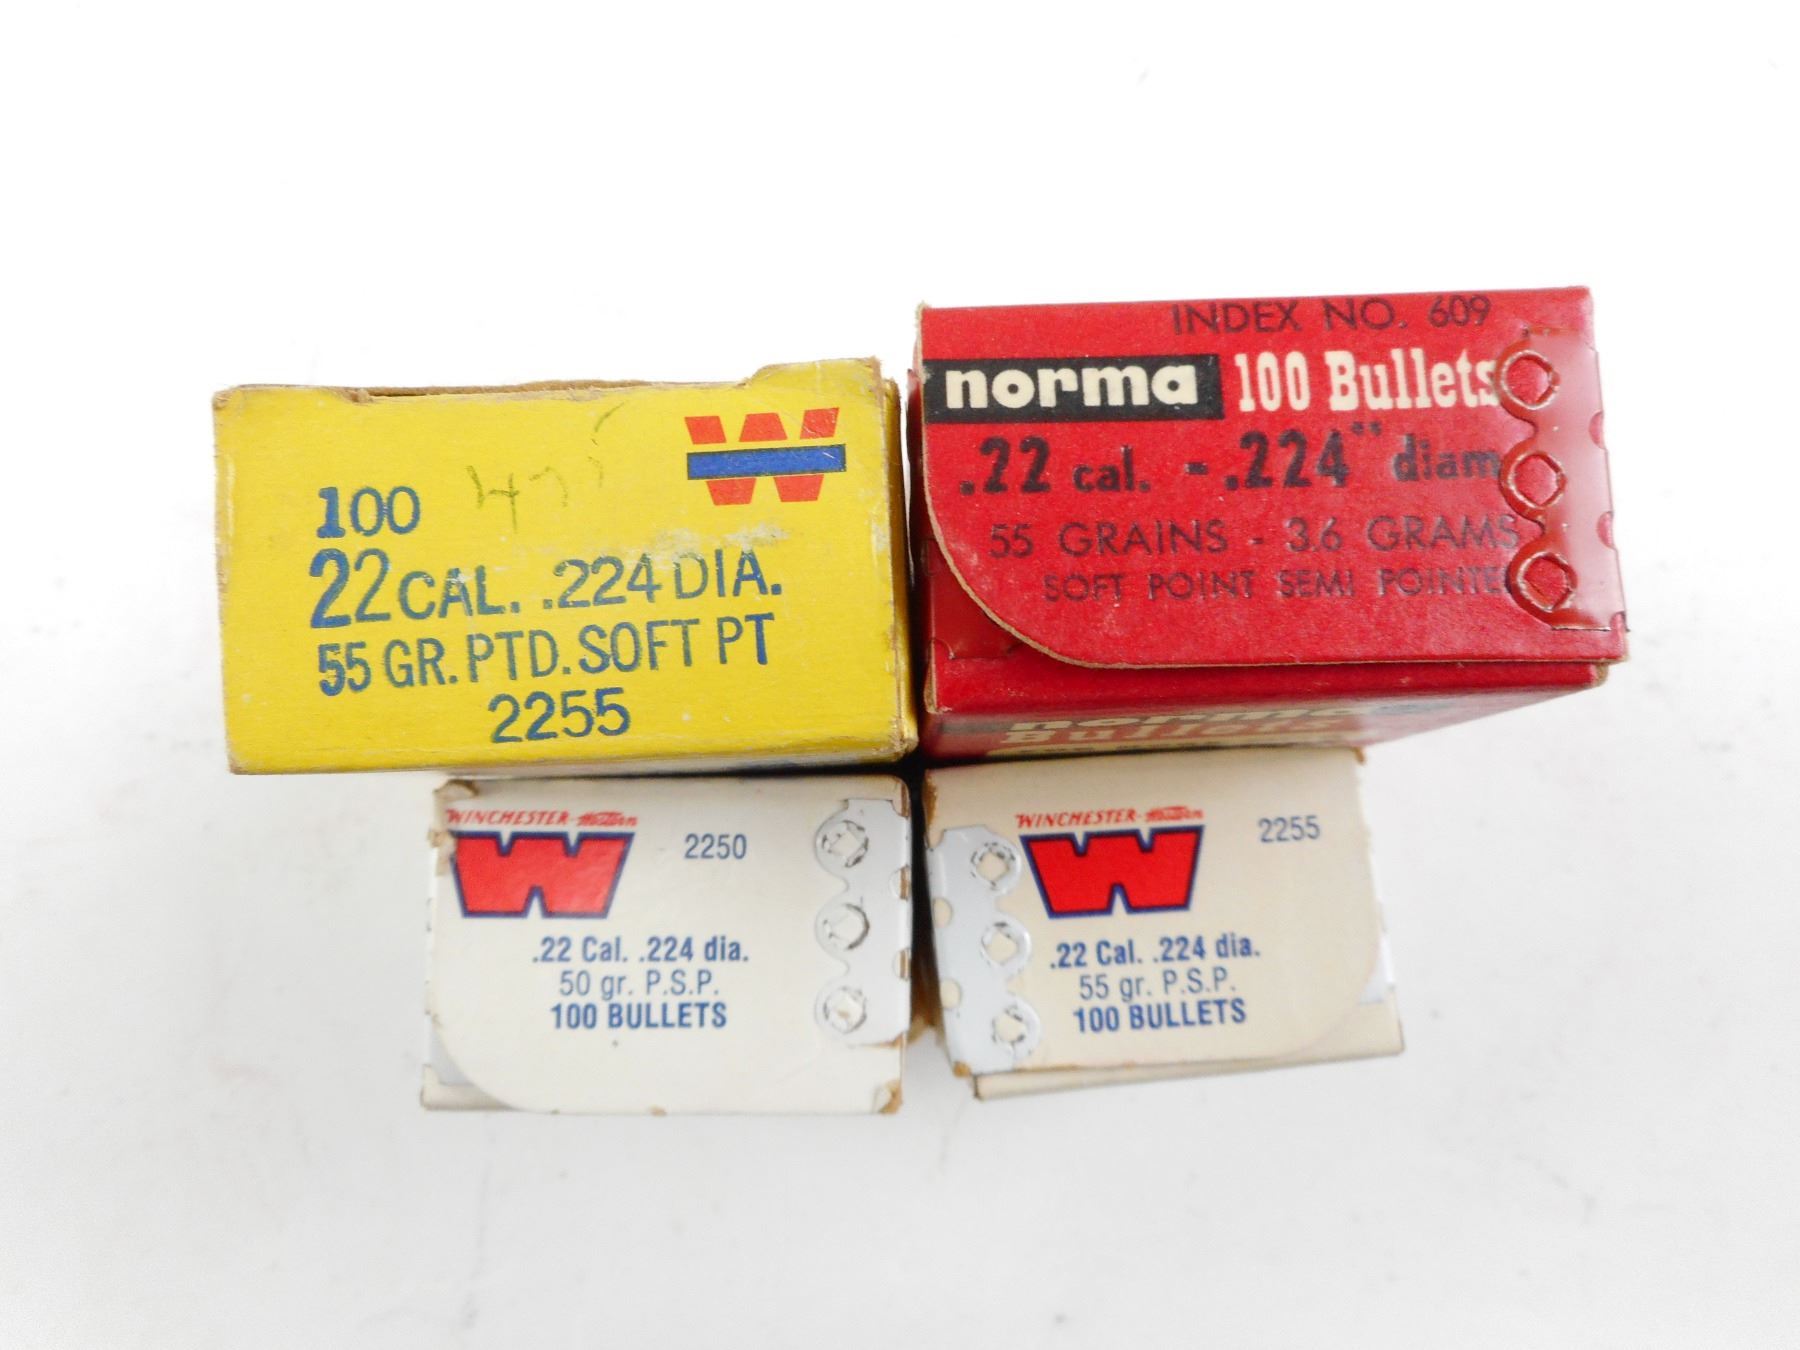 W
100
22 CAL. .224 DIA.
55 GR. PTD. SOFT PT
2255
INDEX NO. 609
norma 100 Bullets
.22 cal. - .224" diam
55 GRAINS - 3.6 GRAMS
SOFT POINT SEMI POINTED
norma
Bullets
WINCHESTER-Western
W 2250
.22 Cal. .224 dia.
50 gr. P.S.P.
100 BULLETS
WINCHESTER-Western
W 2255
.22 Cal. .224 dia.
55 gr. P.S.P.
100 BULLETS